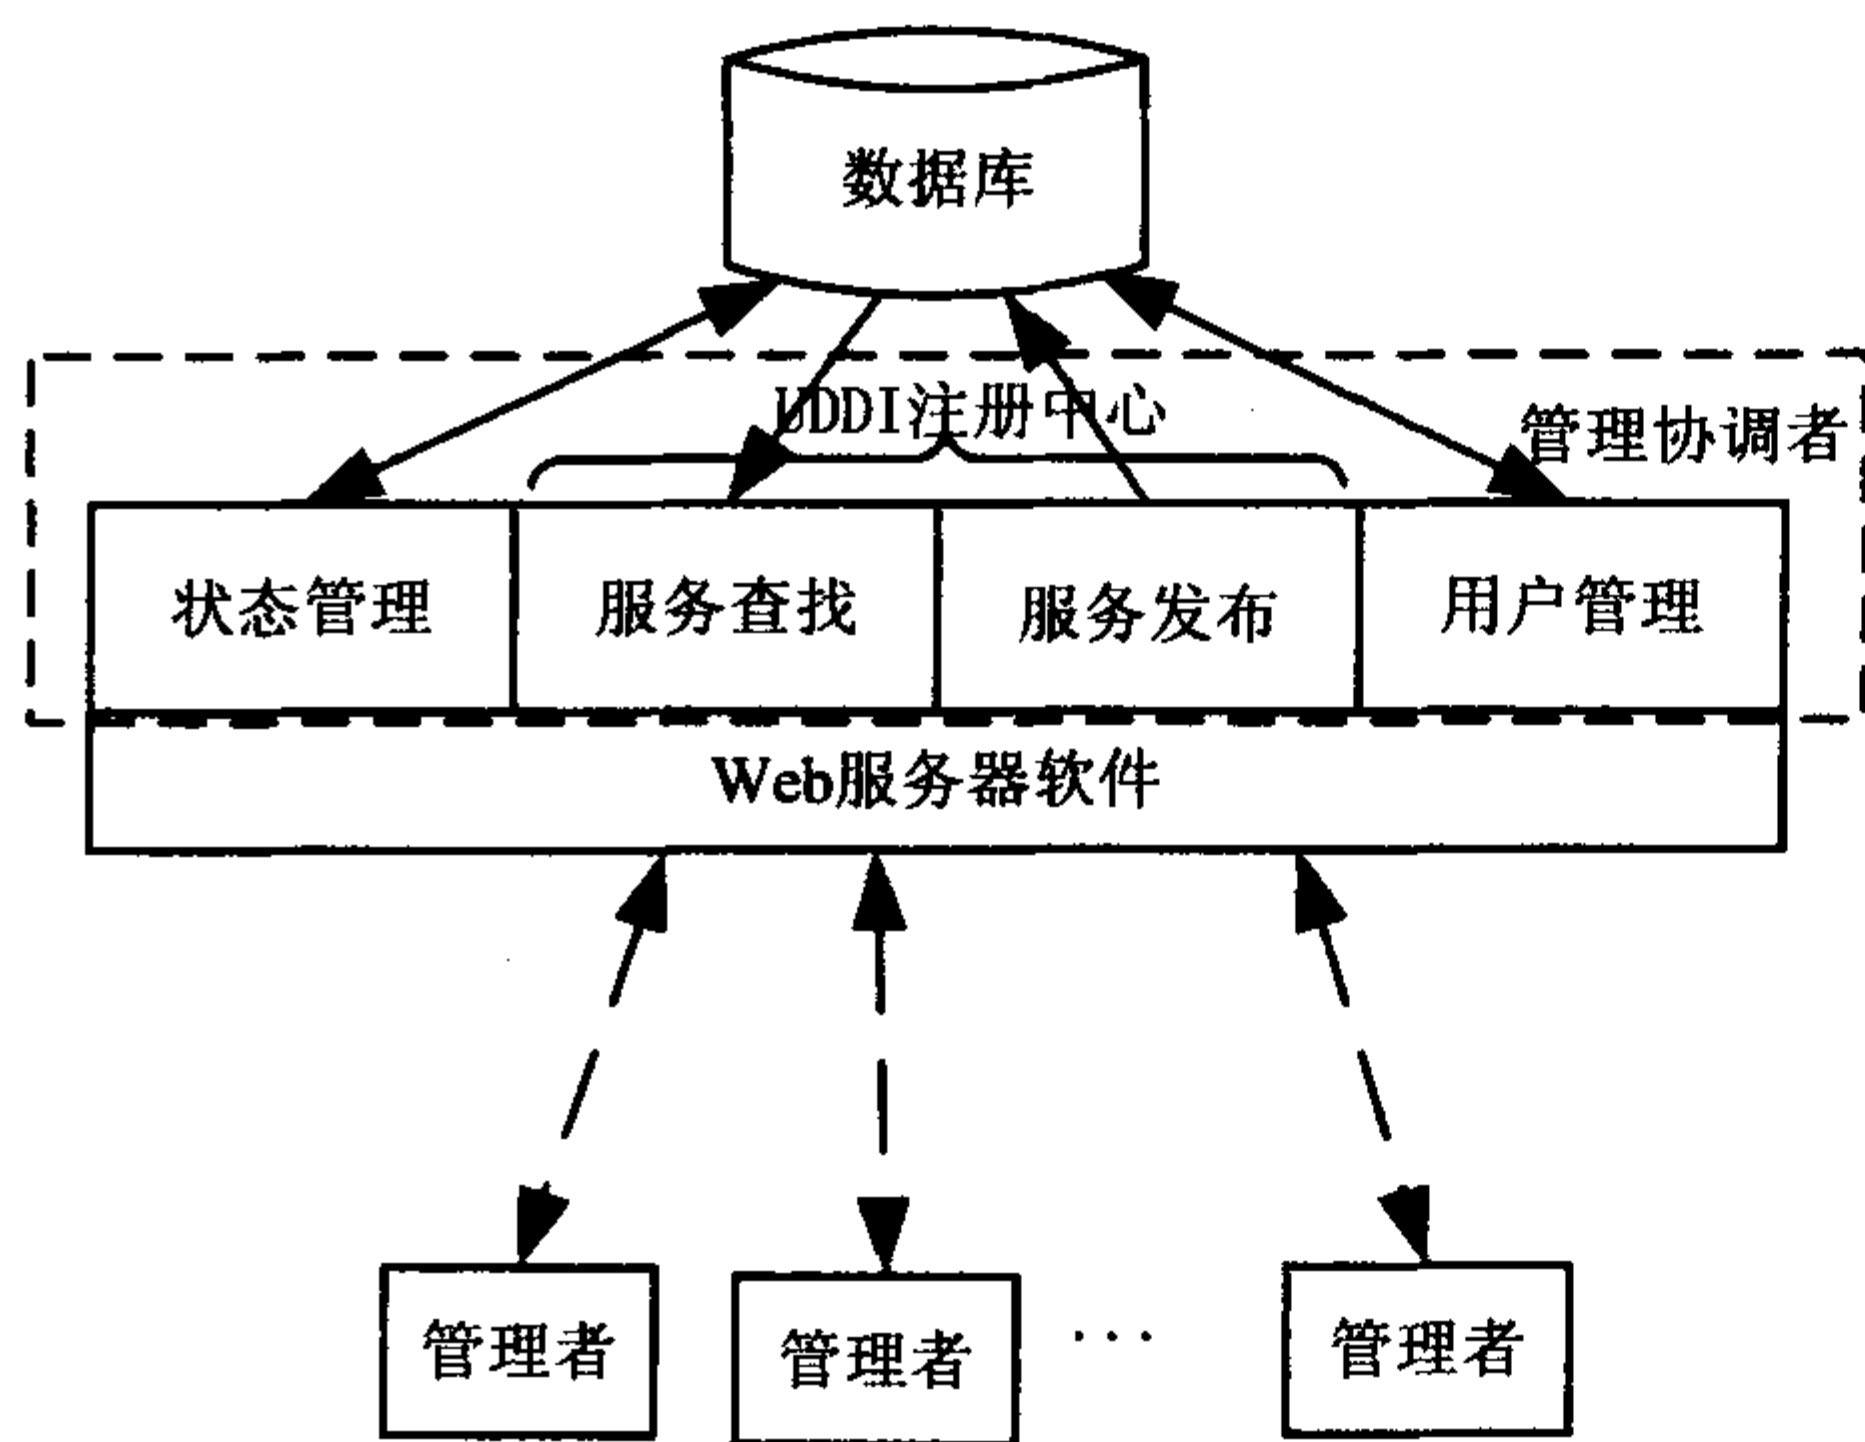 数据库
UDDI注册中心
管理协调者
状态管理
服务查找
服务发布
用户管理
Web服务器软件
管理者
管理者
...
管理者